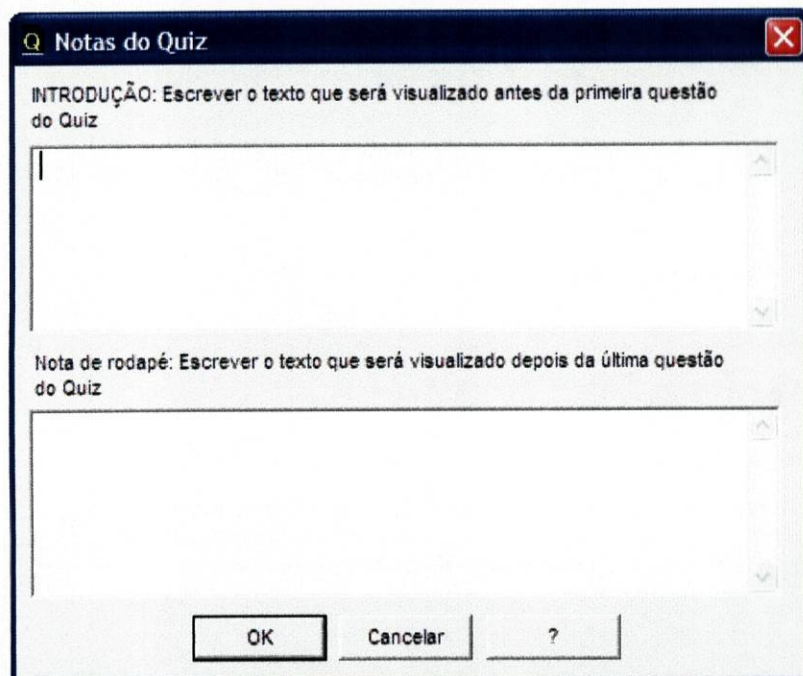 Q Notas do Quiz
INTRODUÇÃO: Escrever o texto que será visualizado antes da primeira questão
do Quiz
Nota de rodapé: Escrever o texto que será visualizado depois da última questão
do Quiz
OK Cancelar ?